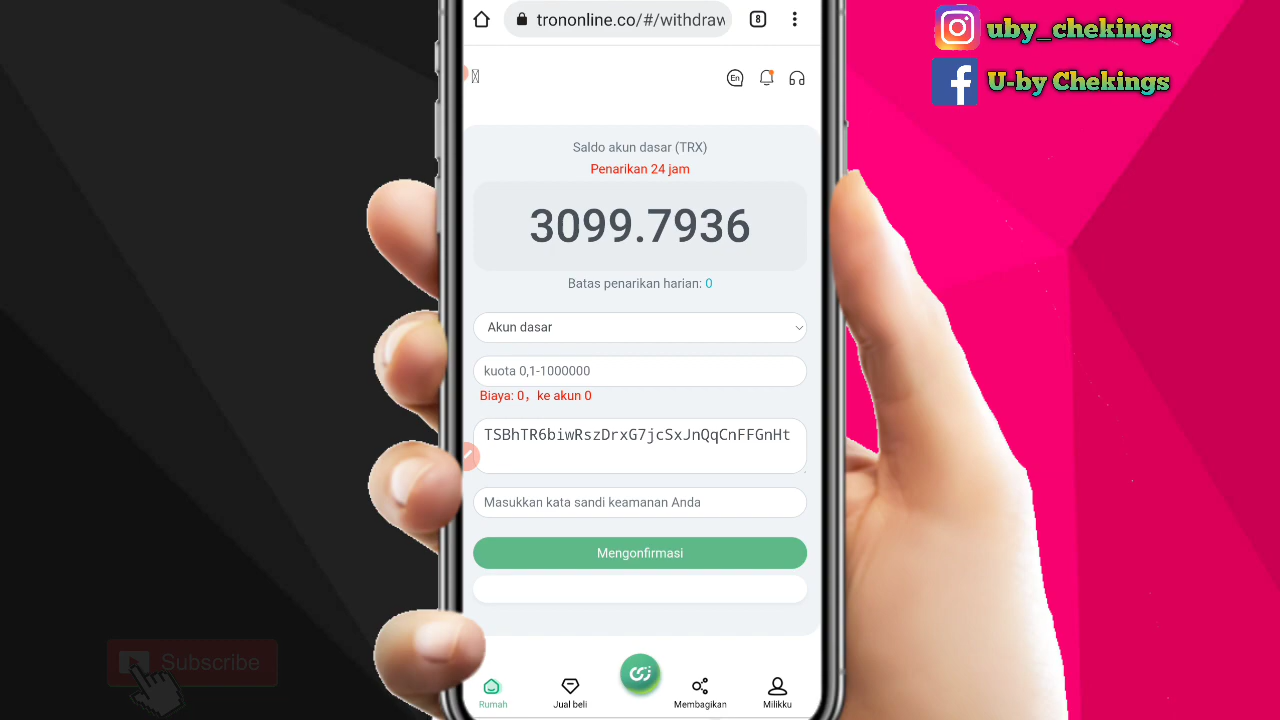 trononline.co/#/withdraw
8
uby_chekings
U-by Chekings
En
Saldo akun dasar (TRX)
Penarikan 24 jam
3099.7936
Batas penarikan harian: 0
Akun dasar
kuota 0,1-1000000
Biaya: 0，ke akun 0
TSBhTR6biwRszDrxG7jcSxJnQqCnFFGnHt
Masukkan kata sandi keamanan Anda
Mengonfirmasi
Subscribe
Rumah
Jual beli
Membagikan
Milikku